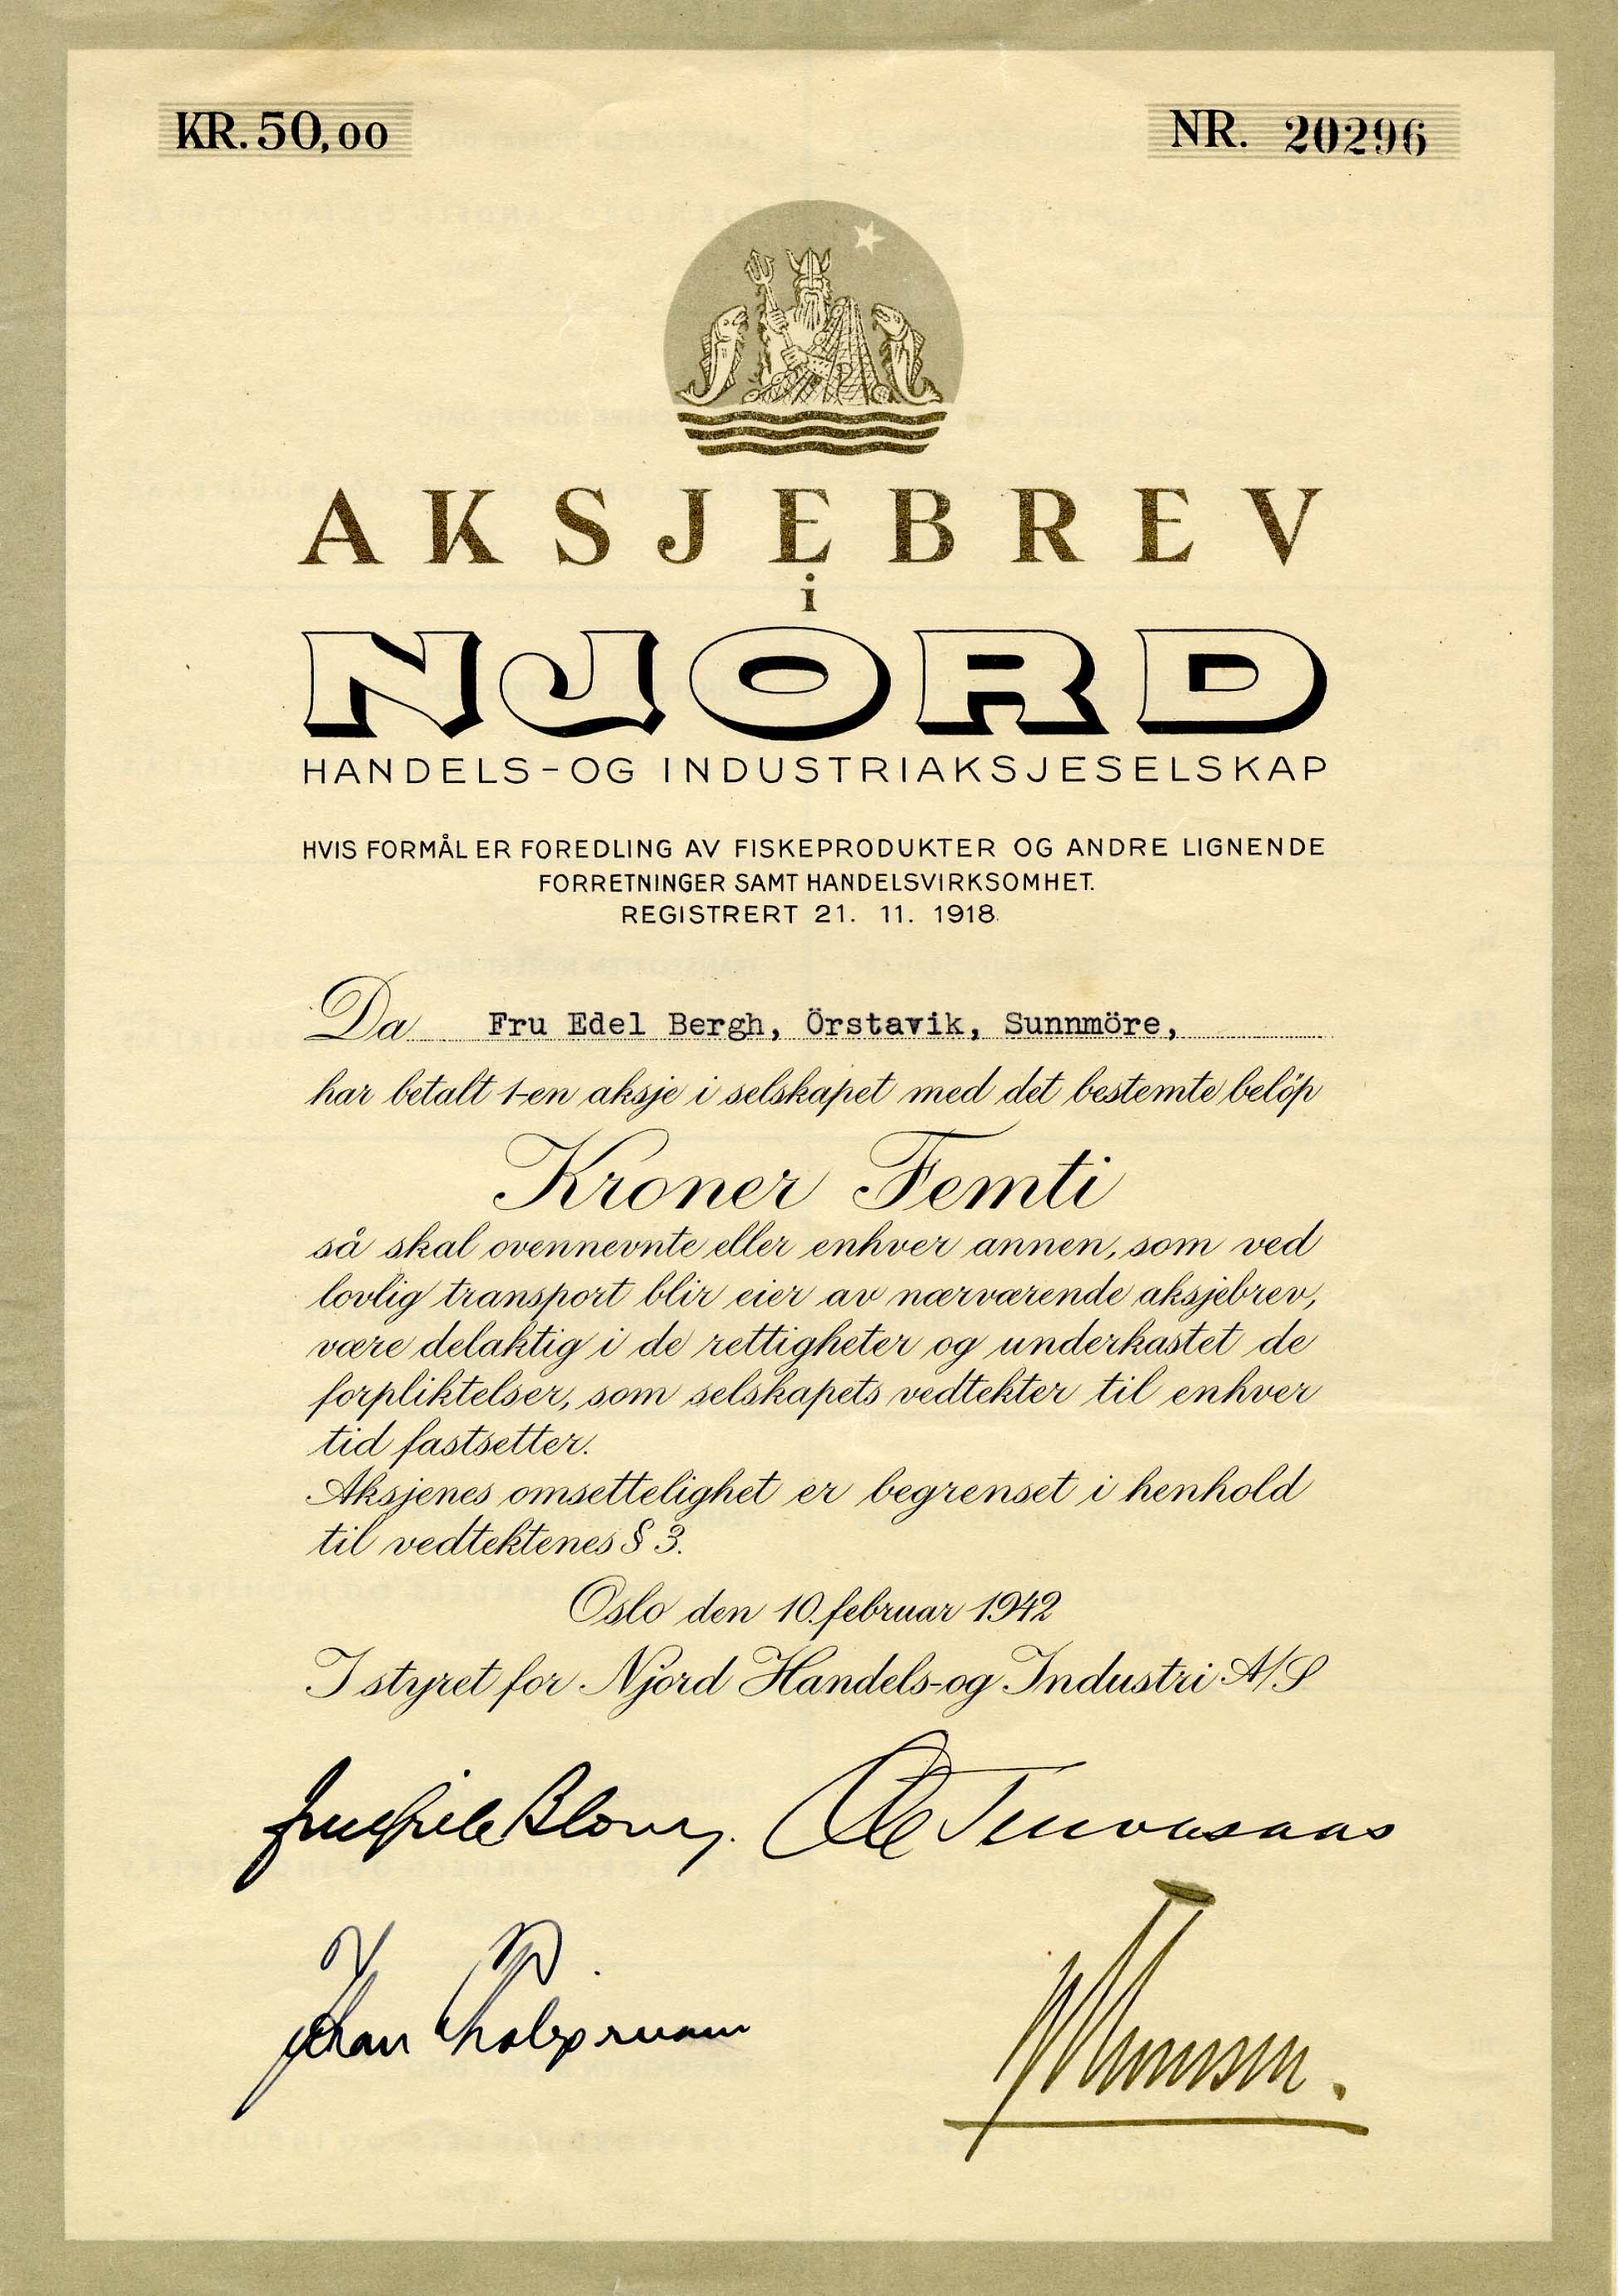 KR. 50,00
NR. 20296
AKSJEBREV
i
NJORD
HANDELS-OG INDUSTRIAKSJESELSKAP
HVIS FORMÅL ER FOREDLING AV FISKEPRODUKTER OG ANDRE LIGNENDE
FORRETNINGER SAMT HANDELSVIRKSOMHET.
REGISTRERT 21. 11. 1918.
Da Fru Edel Bergh, Örstavik, Sunnmöre,
har betalt 1-en aksje i selskapet med det bestemte belöp
Kroner Femti
så skal ovennevnte eller enhver annen, som ved
lovlig transport blir eier av nærværende aksjebrev,
være delaktig i de rettigheter og underkastet de
forpliktelser, som selskapets vedtekter til enhver
tid fastsetter.
Aksjenes omsettelighet er begrenset i henhold
til vedtektenes § 3.
Oslo den 10. februar 1942
I styret for Njord Handels-og Industri A/S